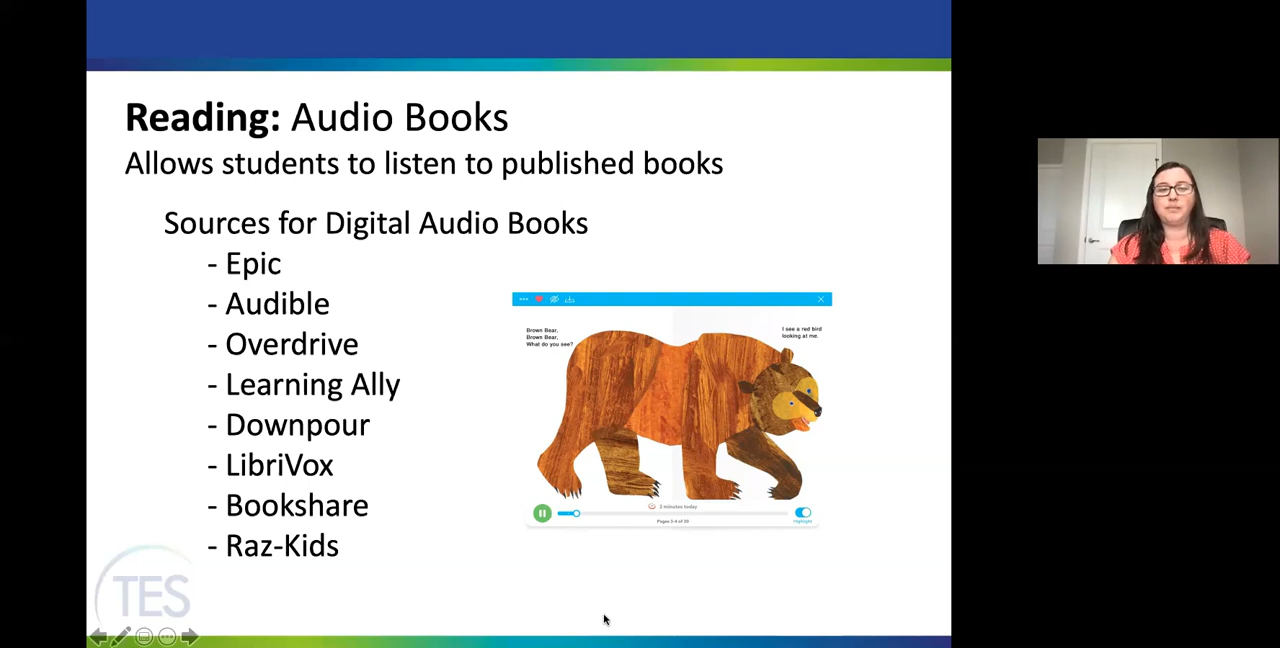 Reading: Audio Books
Allows students to listen to published books
Sources for Digital Audio Books
- Epic
- Audible
- Overdrive
- Learning Ally
- Downpour
- LibriVox
- Bookshare
- Raz-Kids
Brown Bear,
Brown Bear,
What do you see?
I see a red bird
looking at me.
2 minutes today
Pages 3-4 of 30
Highlight
TES